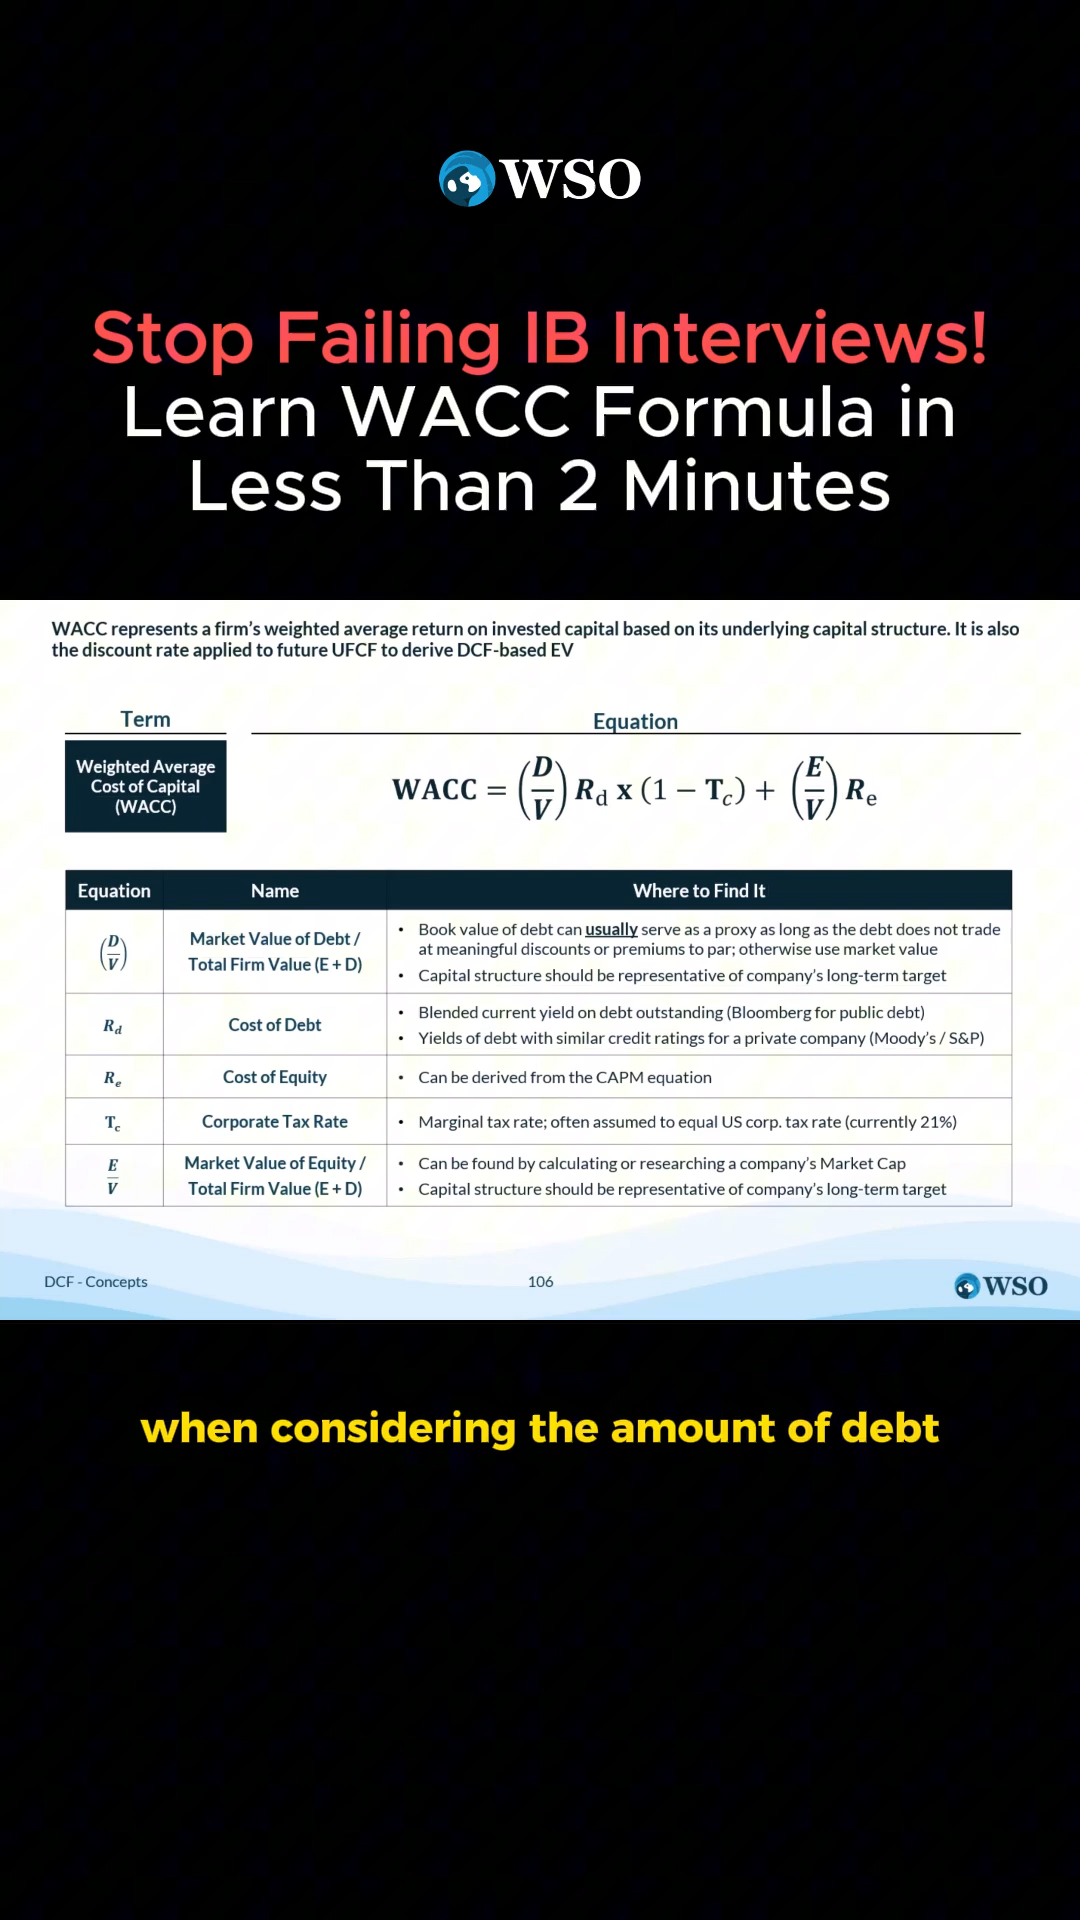 WSO
Stop Failing IB Interviews!
Learn WACC Formula in
Less Than 2 Minutes
WACC represents a firm's weighted average return on invested capital based on its underlying capital structure. It is also
the discount rate applied to future UFCF to derive DCF-based EV
Term
Equation
Weighted Average
Cost of Capital
(WACC)
WACC = (D/V) Rd x (1 − Tc) + (E/V) Re
Equation Name Where to Find It
(D/V)
Market Value of Debt /
Total Firm Value (E + D)
• Book value of debt can usually serve as a proxy as long as the debt does not trade
at meaningful discounts or premiums to par; otherwise use market value
• Capital structure should be representative of company's long-term target
Rd
Cost of Debt
• Blended current yield on debt outstanding (Bloomberg for public debt)
• Yields of debt with similar credit ratings for a private company (Moody's / S&P)
Re
Cost of Equity
• Can be derived from the CAPM equation
Tc
Corporate Tax Rate
• Marginal tax rate; often assumed to equal US corp. tax rate (currently 21%)
E/V
Market Value of Equity /
Total Firm Value (E + D)
• Can be found by calculating or researching a company's Market Cap
• Capital structure should be representative of company's long-term target
DCF - Concepts
106
WSO
when considering the amount of debt